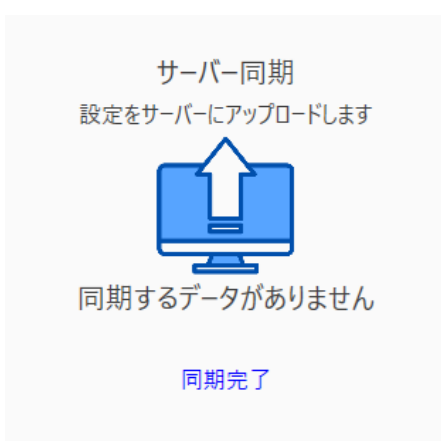 サーバー同期
設定をサーバーにアップロードします
同期するデータがありません
同期完了